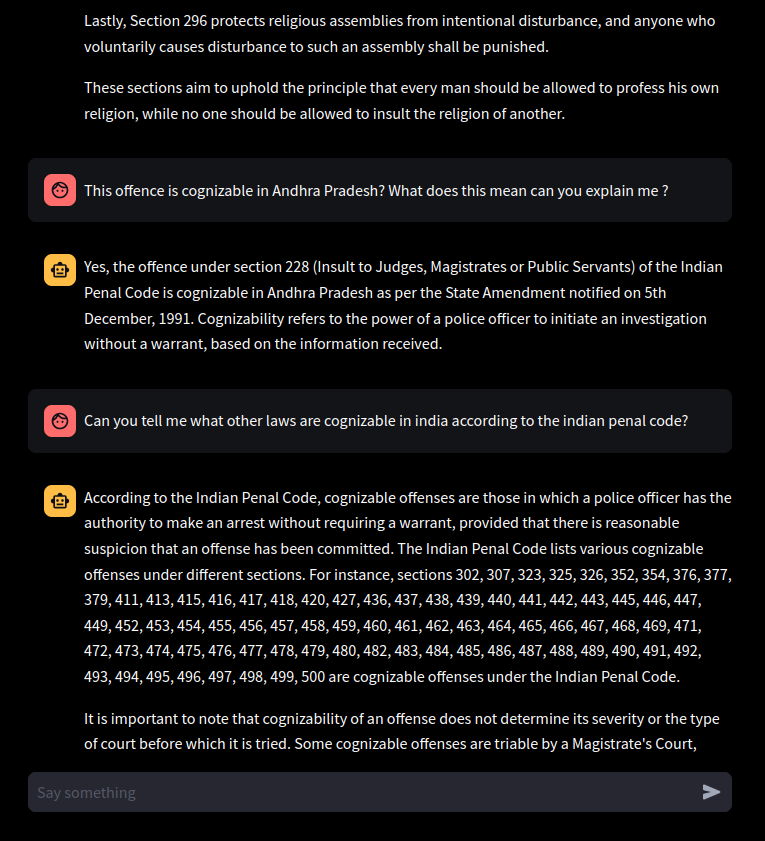 Lastly, Section 296 protects religious assemblies from intentional disturbance, and anyone who
voluntarily causes disturbance to such an assembly shall be punished.
These sections aim to uphold the principle that every man should be allowed to profess his own
religion, while no one should be allowed to insult the religion of another.
This offence is cognizable in Andhra Pradesh? What does this mean can you explain me ?
Yes, the offence under section 228 (Insult to Judges, Magistrates or Public Servants) of the Indian
Penal Code is cognizable in Andhra Pradesh as per the State Amendment notified on 5th
December, 1991. Cognizability refers to the power of a police officer to initiate an investigation
without a warrant, based on the information received.
Can you tell me what other laws are cognizable in india according to the indian penal code?
According to the Indian Penal Code, cognizable offenses are those in which a police officer has the
authority to make an arrest without requiring a warrant, provided that there is reasonable
suspicion that an offense has been committed. The Indian Penal Code lists various cognizable
offenses under different sections. For instance, sections 302, 307, 323, 325, 326, 352, 354, 376, 377,
379, 411, 413, 415, 416, 417, 418, 420, 427, 436, 437, 438, 439, 440, 441, 442, 443, 445, 446, 447,
449, 452, 453, 454, 455, 456, 457, 458, 459, 460, 461, 462, 463, 464, 465, 466, 467, 468, 469, 471,
472, 473, 474, 475, 476, 477, 478, 479, 480, 482, 483, 484, 485, 486, 487, 488, 489, 490, 491, 492,
493, 494, 495, 496, 497, 498, 499, 500 are cognizable offenses under the Indian Penal Code.
It is important to note that cognizability of an offense does not determine its severity or the type
of court before which it is tried. Some cognizable offenses are triable by a Magistrate's Court,
Say something